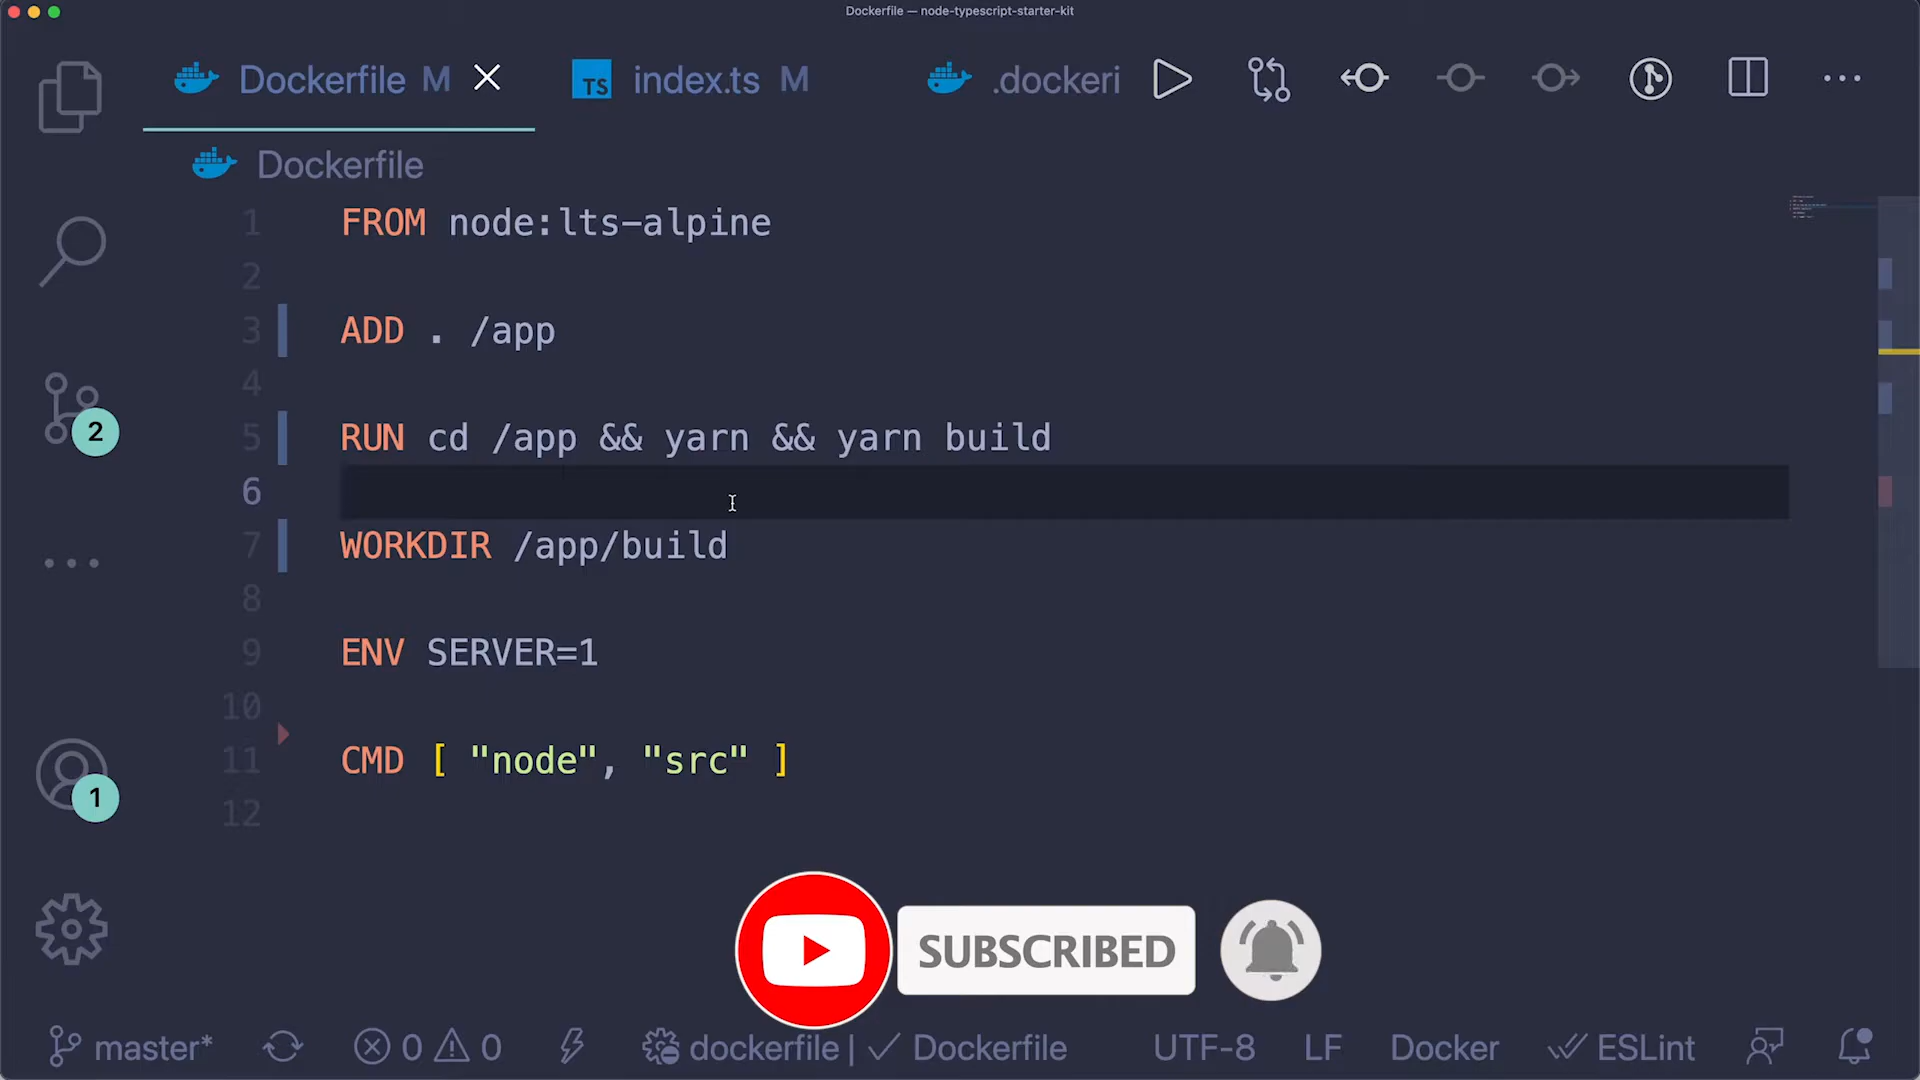 Dockerfile — node-typescript-starter-kit
Dockerfile M
TS index.ts M
.dockeri
Dockerfile
1 FROM node:lts-alpine
2
3 ADD . /app
4
5 RUN cd /app && yarn && yarn build
6
7 WORKDIR /app/build
8
9 ENV SERVER=1
10
11 CMD [ "node", "src" ]
12
2
1
SUBSCRIBED
master* 0 0 dockerfile | Dockerfile UTF-8 LF Docker ESLint